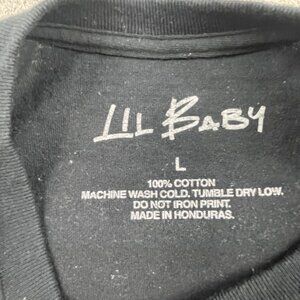 LIL BABY
L
100% COTTON
MACHINE WASH COLD. TUMBLE DRY LOW.
DO NOT IRON PRINT.
MADE IN HONDURAS.